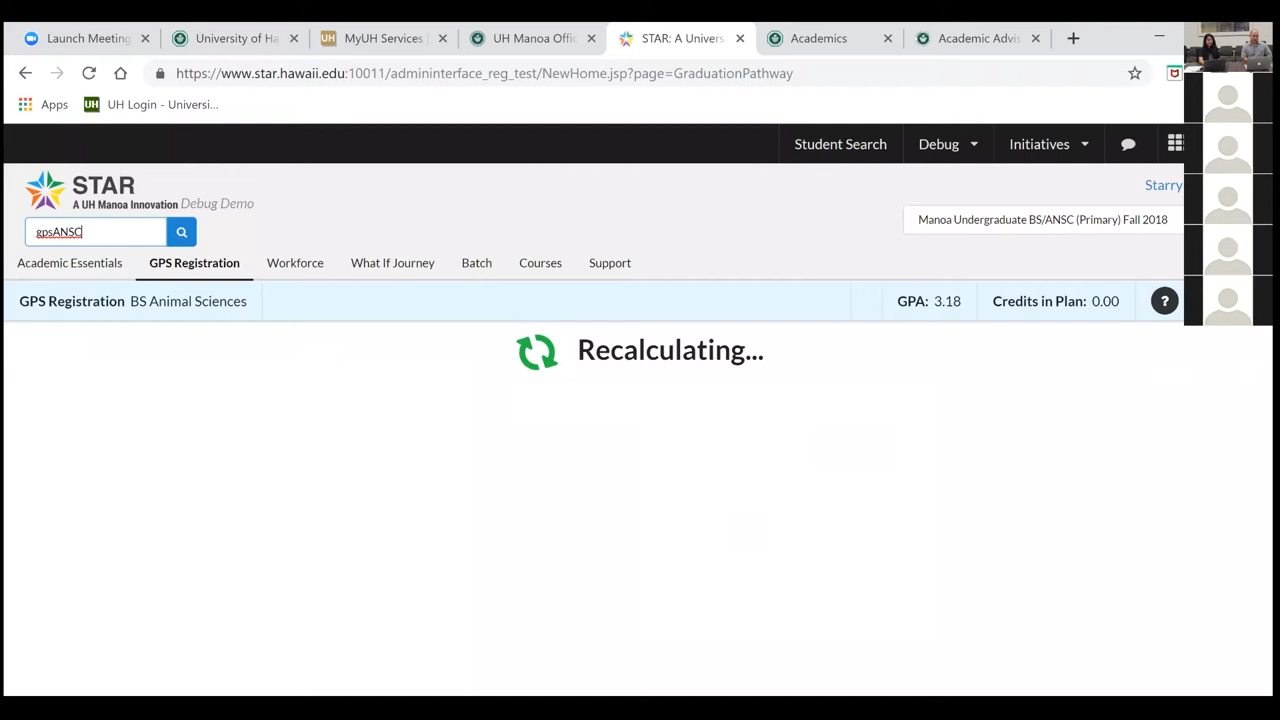 Launch Meeting
University of Ha
MyUH Services
UH Manoa Offic
STAR: A Univers
Academics
Academic Advis
https://www.star.hawaii.edu:10011/admininterface_reg_test/NewHome.jsp?page=GraduationPathway
Apps
UH Login - Universi...
Student Search
Debug
Initiatives
STAR
A UH Manoa Innovation Debug Demo
Starry
gpsANSC
Manoa Undergraduate BS/ANSC (Primary) Fall 2018
Academic Essentials
GPS Registration
Workforce
What If Journey
Batch
Courses
Support
GPS Registration BS Animal Sciences
GPA: 3.18
Credits in Plan: 0.00
?
Recalculating...